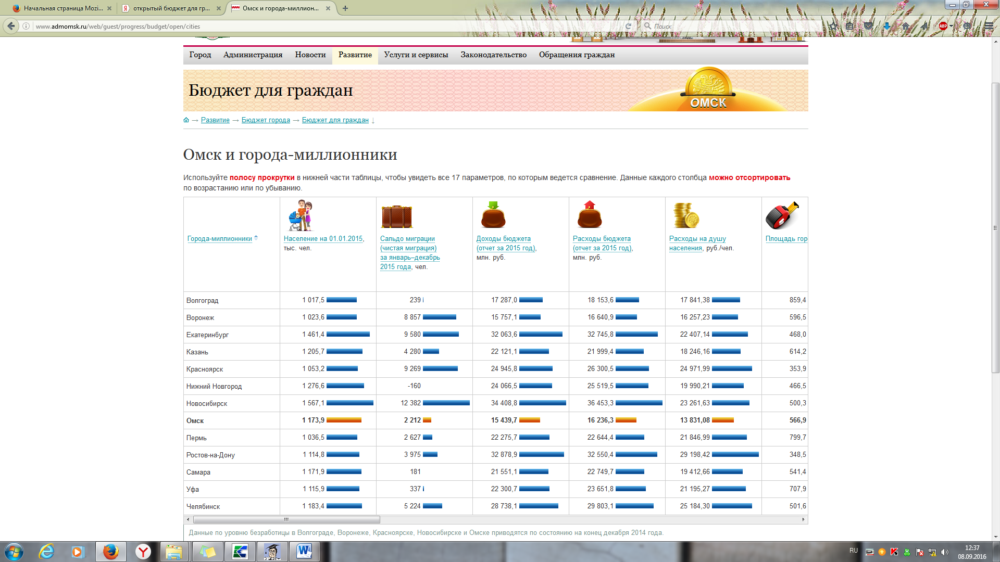 Начальная страница Mozi...
открытый бюджет для гр...
Омск и города-миллион...
www.admomsk.ru/web/guest/progress/budget/open/cities
Поиск
ABP
Город Администрация Новости Развитие Услуги и сервисы Законодательство Обращения граждан
Бюджет для граждан
ОМСК
→ Развитие → Бюджет города → Бюджет для граждан ↓
Омск и города-миллионники
Используйте полосу прокрутки в нижней части таблицы, чтобы увидеть все 17 параметров, по которым ведется сравнение. Данные каждого столбца можно отсортировать
по возрастанию или по убыванию.
Города-миллионники
Население на 01.01.2015,
тыс. чел.
Сальдо миграции
(чистая миграция)
за январь–декабрь
2015 года, чел.
Доходы бюджета
(отчет за 2015 год),
млн. руб.
Расходы бюджета
(отчет за 2015 год),
млн. руб.
Расходы на душу
населения, руб./чел.
Площадь гор
Волгоград 1 017,5 239 17 287,0 18 153,6 17 841,38 859,4
Воронеж 1 023,6 8 857 15 757,1 16 640,9 16 257,23 596,5
Екатеринбург 1 461,4 9 580 32 063,6 32 745,8 22 407,14 468,0
Казань 1 205,7 4 280 22 121,1 21 999,4 18 246,16 614,2
Красноярск 1 053,2 9 269 24 945,8 26 300,5 24 971,99 353,9
Нижний Новгород 1 276,6 -160 24 066,5 25 519,5 19 990,21 466,5
Новосибирск 1 567,1 12 382 34 408,8 36 453,3 23 261,63 500,3
Омск 1 173,9 2 212 15 439,7 16 236,3 13 831,08 566,9
Пермь 1 036,5 2 627 22 275,7 22 644,4 21 846,99 799,7
Ростов-на-Дону 1 114,8 3 975 32 878,9 32 550,4 29 198,42 348,5
Самара 1 171,9 181 21 551,1 22 749,7 19 412,66 541,4
Уфа 1 115,9 337 22 300,7 23 651,8 21 195,27 707,9
Челябинск 1 183,4 5 224 28 738,1 29 803,1 25 184,30 501,6
Данные по уровню безработицы в Волгограде, Воронеже, Красноярске, Новосибирске и Омске приводятся по состоянию на конец декабря 2014 года.
RU
12:37
08.09.2016